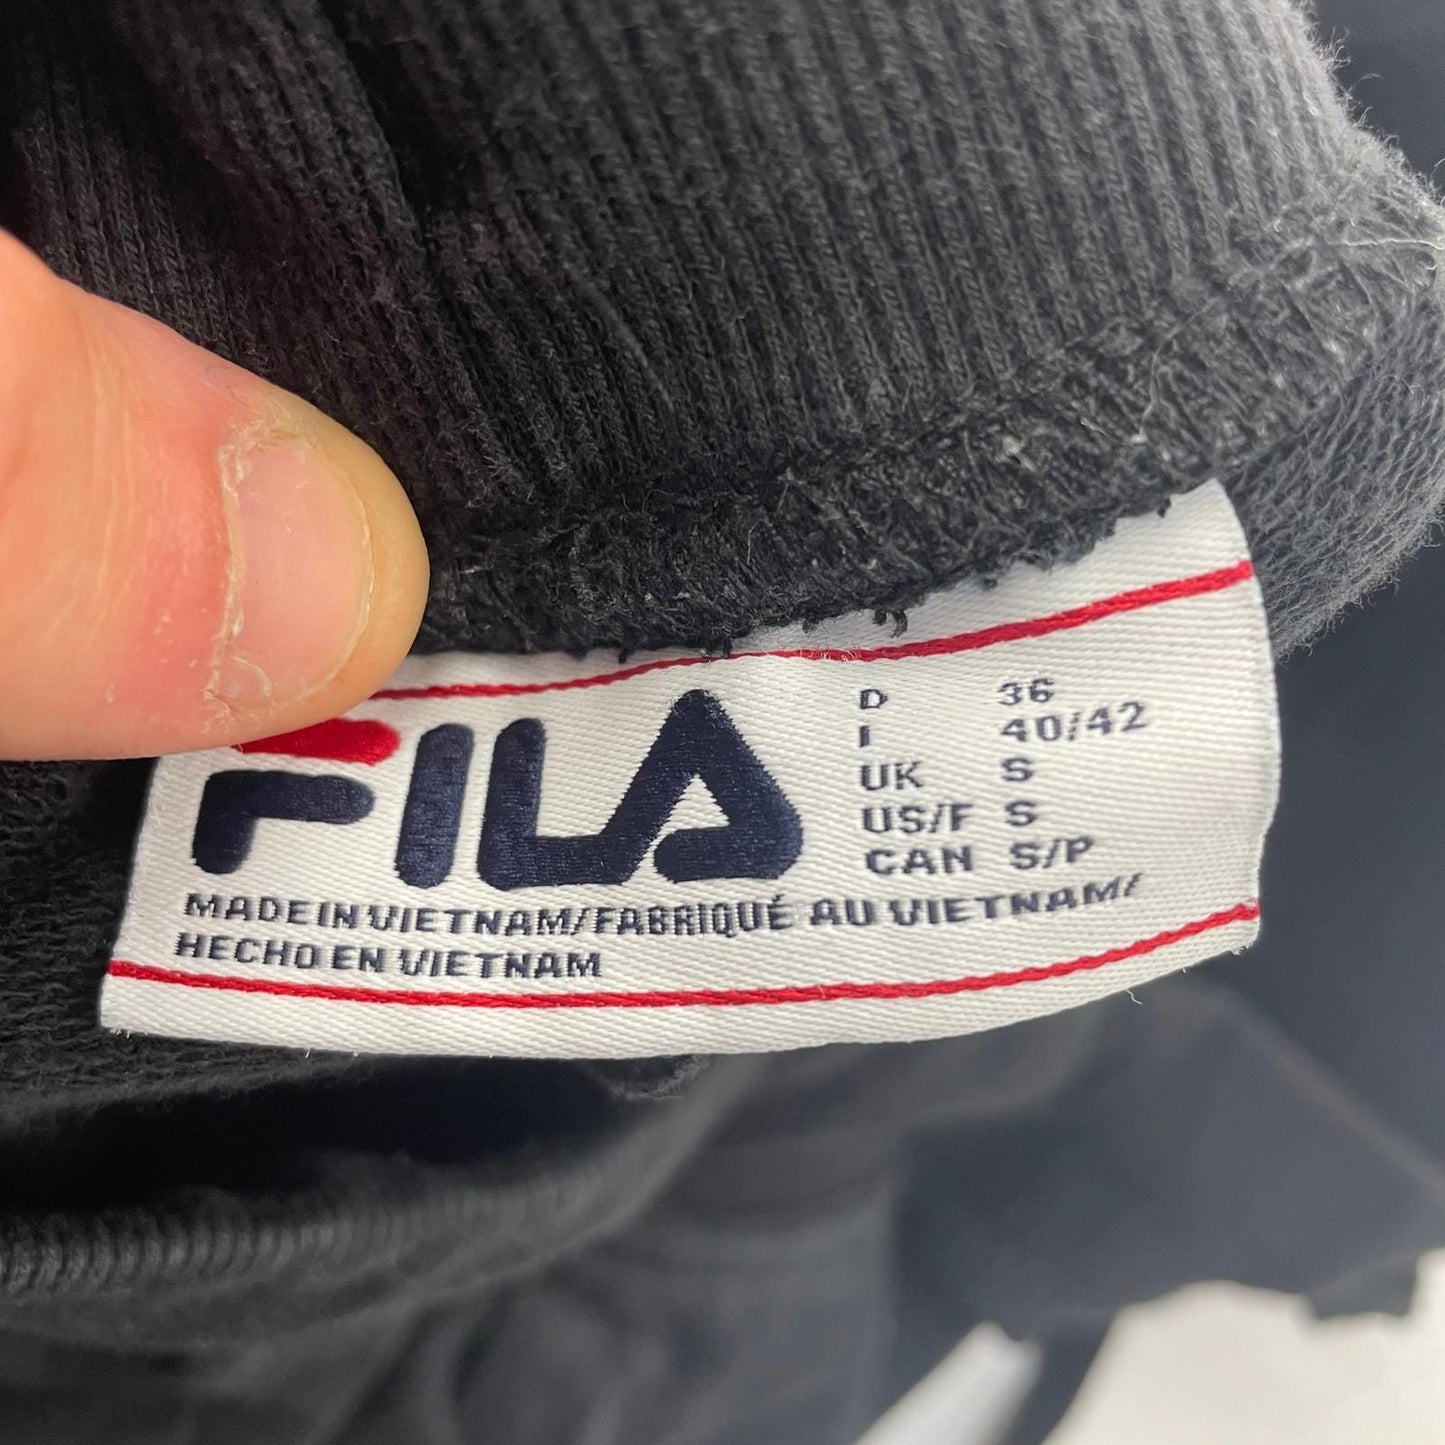 FILA
D 36
I 40/42
UK S
US/F S
CAN S/P
MADE IN VIETNAM/FABRIQUÉ AU VIETNAM/
HECHO EN VIETNAM